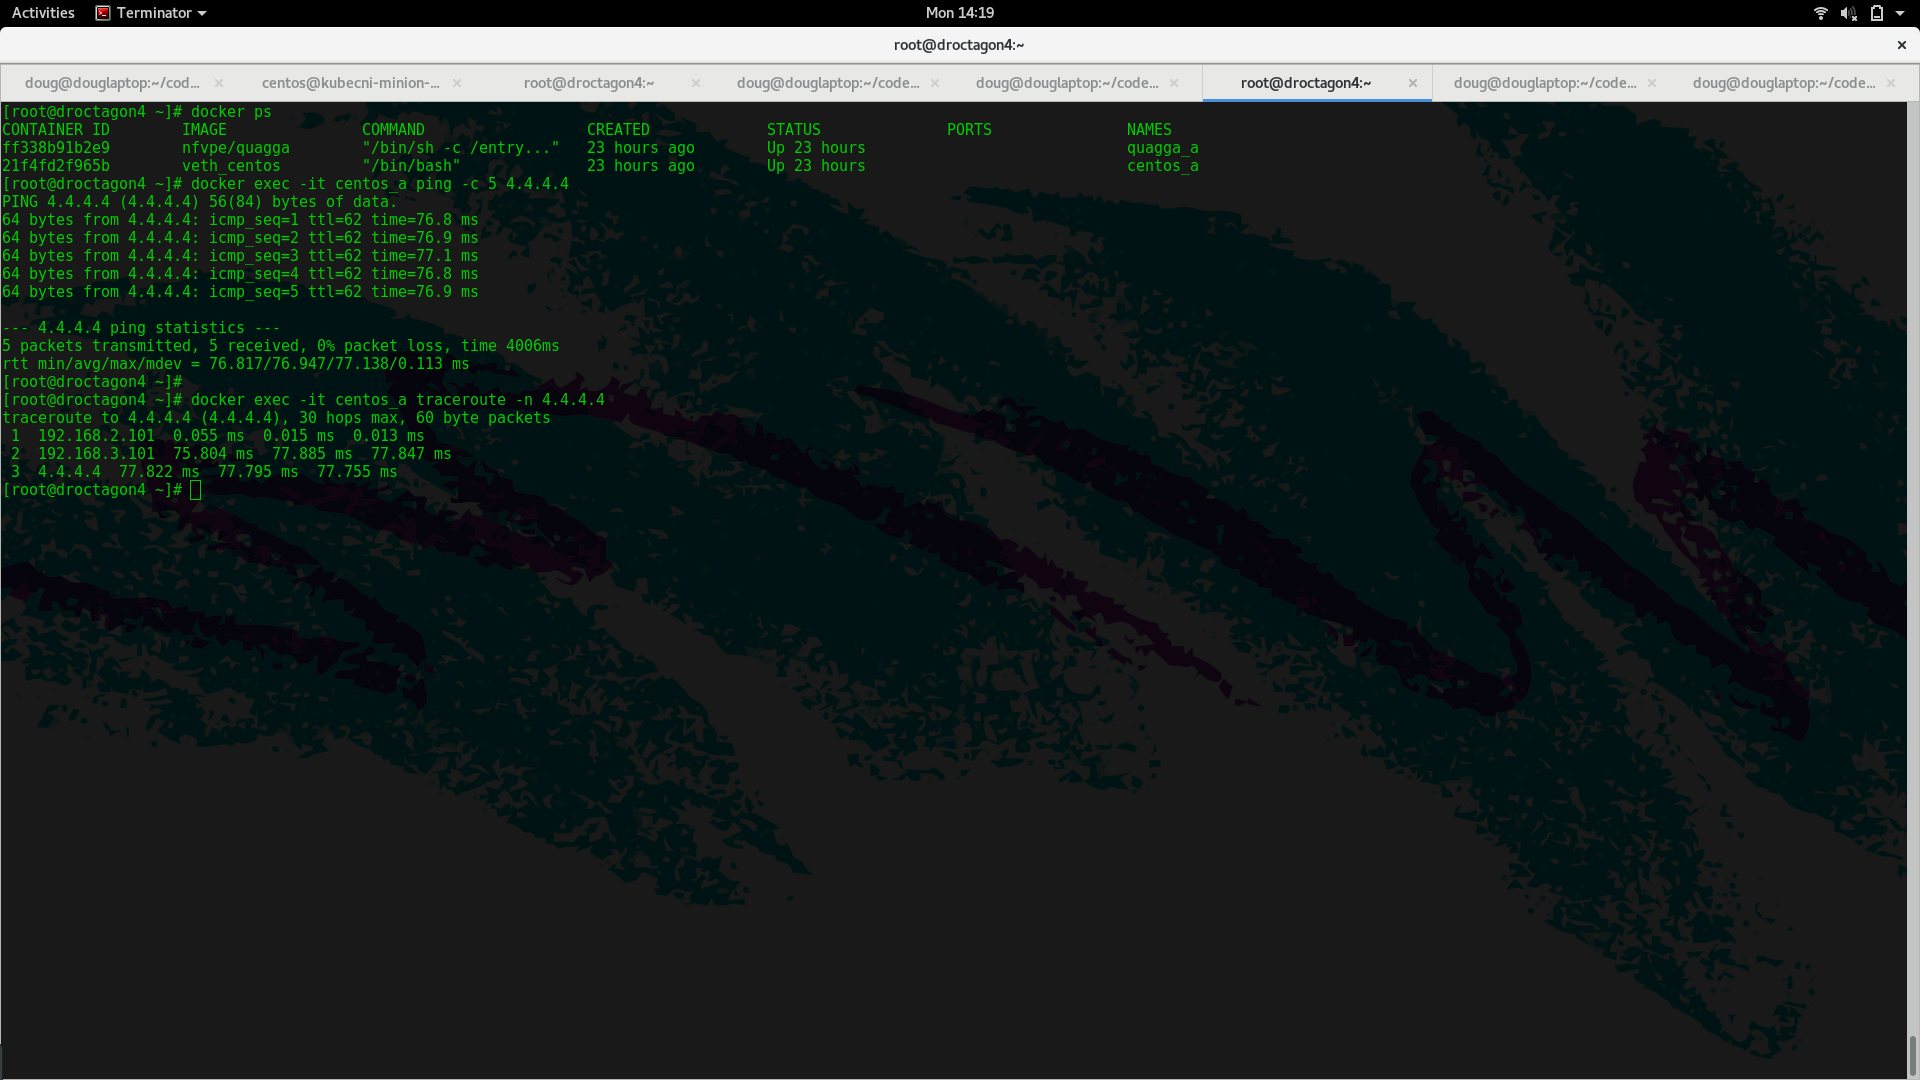 Activities Terminator Mon 14:19
root@droctagon4:~
doug@douglaptop:~/cod... centos@kubecni-minion-... root@droctagon4:~ doug@douglaptop:~/code... doug@douglaptop:~/code... root@droctagon4:~ doug@douglaptop:~/code... doug@douglaptop:~/code...
[root@droctagon4 ~]# docker ps
CONTAINER ID        IMAGE               COMMAND                  CREATED             STATUS              PORTS               NAMES
ff338b91b2e9        nfvpe/quagga        "/bin/sh -c /entry..."   23 hours ago        Up 23 hours                             quagga_a
21f4fd2f965b        veth_centos         "/bin/bash"              23 hours ago        Up 23 hours                             centos_a
[root@droctagon4 ~]# docker exec -it centos_a ping -c 5 4.4.4.4
PING 4.4.4.4 (4.4.4.4) 56(84) bytes of data.
64 bytes from 4.4.4.4: icmp_seq=1 ttl=62 time=76.8 ms
64 bytes from 4.4.4.4: icmp_seq=2 ttl=62 time=76.9 ms
64 bytes from 4.4.4.4: icmp_seq=3 ttl=62 time=77.1 ms
64 bytes from 4.4.4.4: icmp_seq=4 ttl=62 time=76.8 ms
64 bytes from 4.4.4.4: icmp_seq=5 ttl=62 time=76.9 ms
--- 4.4.4.4 ping statistics ---
5 packets transmitted, 5 received, 0% packet loss, time 4006ms
rtt min/avg/max/mdev = 76.817/76.947/77.138/0.113 ms
[root@droctagon4 ~]#
[root@droctagon4 ~]# docker exec -it centos_a traceroute -n 4.4.4.4
traceroute to 4.4.4.4 (4.4.4.4), 30 hops max, 60 byte packets
 1  192.168.2.101  0.055 ms  0.015 ms  0.013 ms
 2  192.168.3.101  75.804 ms  77.885 ms  77.847 ms
 3  4.4.4.4  77.822 ms  77.795 ms  77.755 ms
[root@droctagon4 ~]#